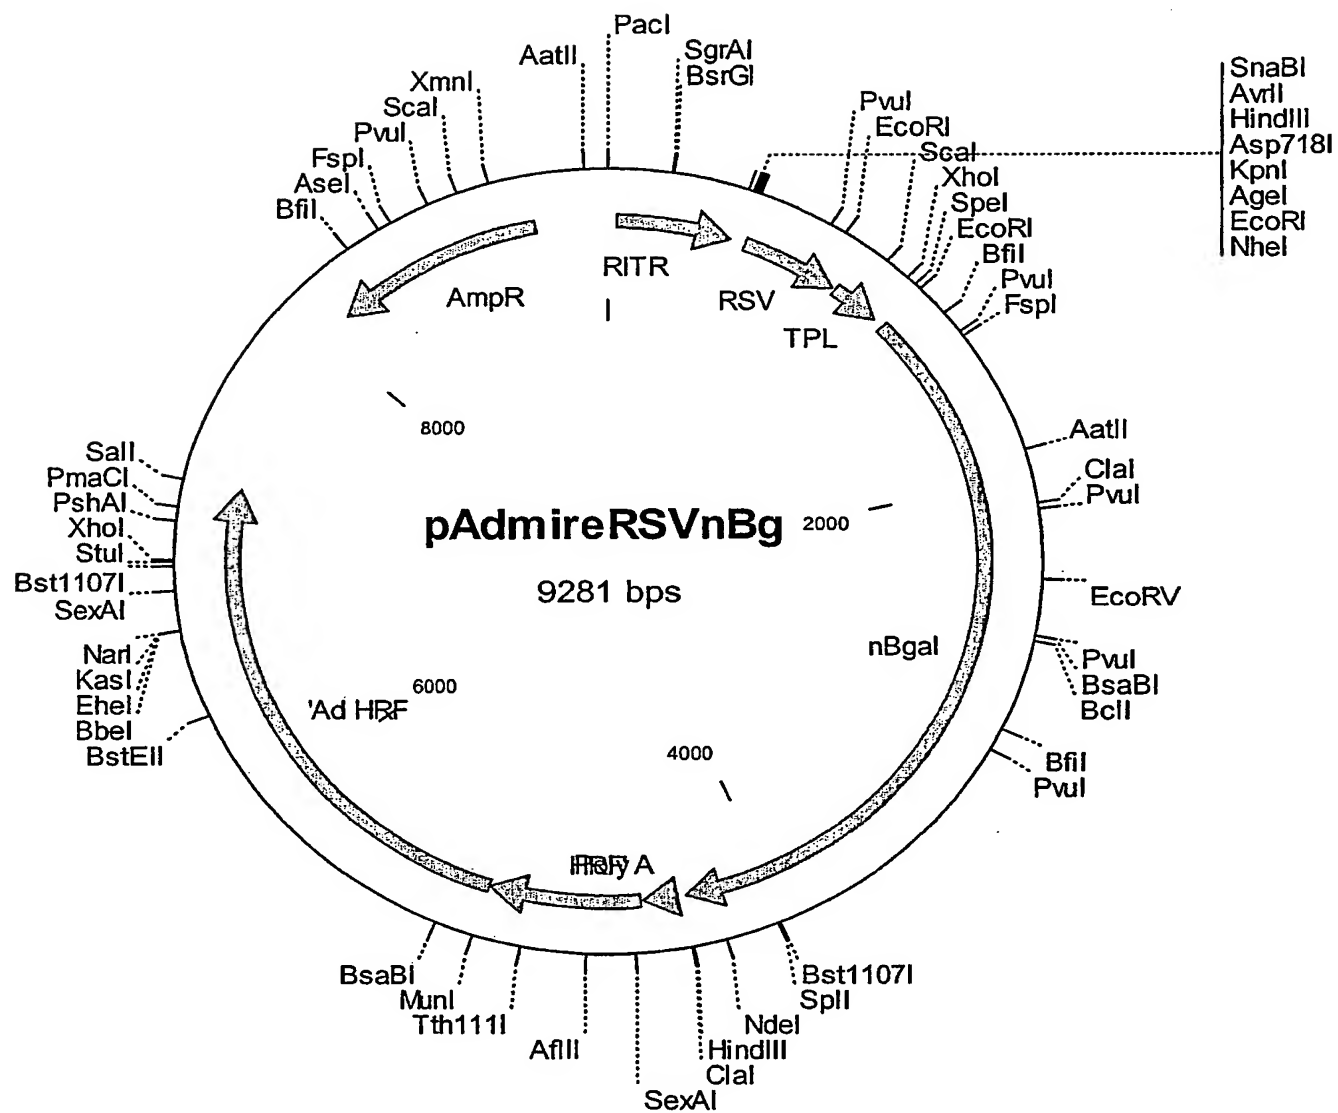 PacI
AatII
SgrAI
BsrGI
XmnI
ScaI
PvuI
FspI
AseI
BfiI
PvuI
EcoRI
ScaI
XhoI
SpeI
EcoRI
BfiI
PvuI
FspI
SnaBI
AvrII
HindIII
Asp718I
KpnI
AgeI
EcoRI
NheI
RITR
AmpR
RSV
TPL
8000
AatII
ClaI
PvuI
SalI
PmaCI
PshAI
XhoI
StuI
Bst1107I
SexAI
pAdmireRSVnBg
2000
9281 bps
EcoRV
nBgaI
PvuI
BsaBI
BclI
NarI
KasI
EheI
BbeI
BstEII
6000
'Ad HRF
4000
BfiI
PvuI
A
BsaBI
MunI
Tth111I
AflII
SexAI
Bst1107I
SplI
NdeI
HindIII
ClaI